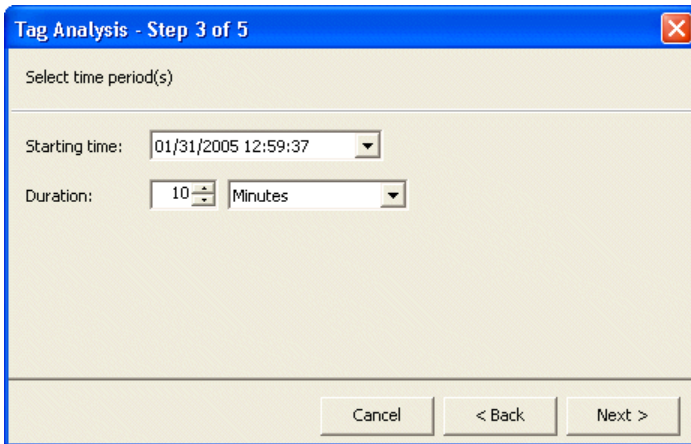 Tag Analysis - Step 3 of 5
Select time period(s)
Starting time: 01/31/2005 12:59:37
Duration: 10 Minutes
Cancel < Back Next >